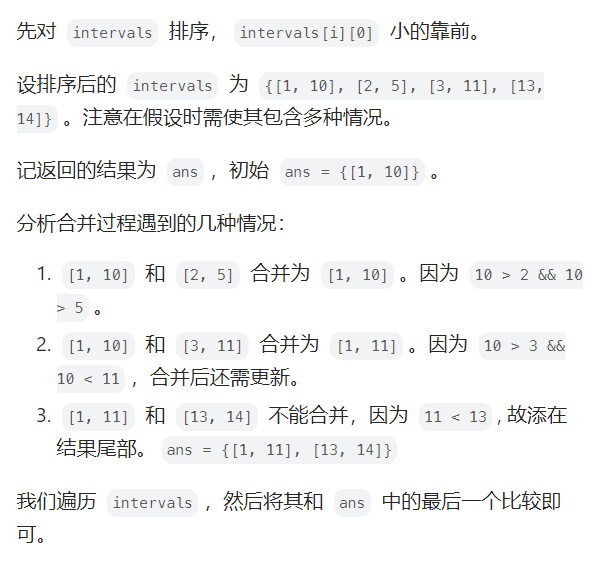 先对 intervals 排序， intervals[i][0] 小的靠前。
设排序后的 intervals 为 {[1, 10], [2, 5], [3, 11], [13,
14]} 。注意在假设时需使其包含多种情况。
记返回的结果为 ans ，初始 ans = {[1, 10]} 。
分析合并过程遇到的几种情况：
1. [1, 10] 和 [2, 5] 合并为 [1, 10] 。因为 10 > 2 && 10
> 5 。
2. [1, 10] 和 [3, 11] 合并为 [1, 11] 。因为 10 > 3 &&
10 < 11 ，合并后还需更新。
3. [1, 11] 和 [13, 14] 不能合并，因为 11 < 13 , 故添在
结果尾部。 ans = {[1, 11], [13, 14]}
我们遍历 intervals ，然后将其和 ans 中的最后一个比较即
可。